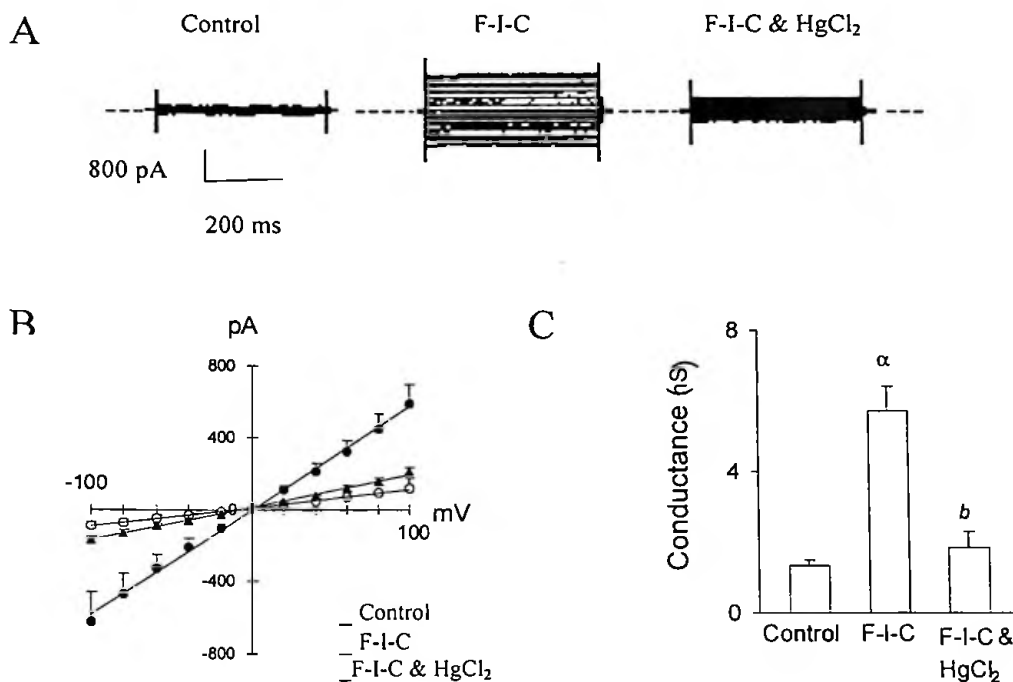 A
Control
F-I-C
F-I-C & HgCl₂
800 pA
200 ms
B
pA
800
400
0
-400
-800
-100
mV
100
Control
F-I-C
F-I-C & HgCl₂
C
Conductance (nS)
8
4
0
α
b
Control
F-I-C
F-I-C &
HgCl₂